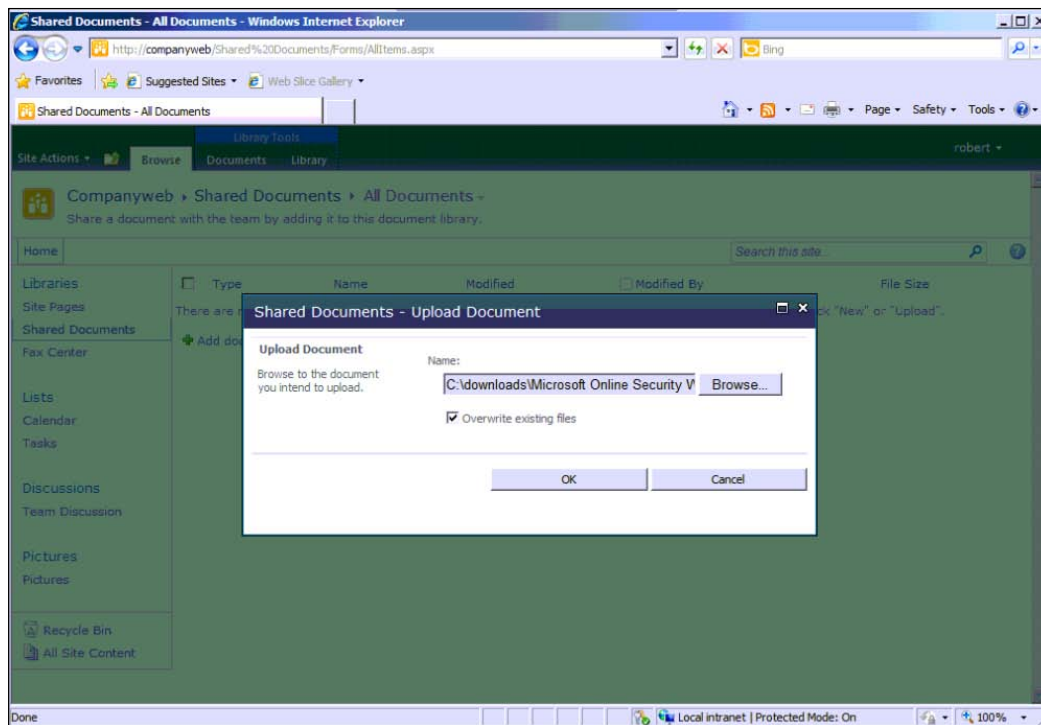 Shared Documents - All Documents - Windows Internet Explorer
http://companyweb/Shared%20Documents/Forms/AllItems.aspx
Bing
Favorites
Suggested Sites
Web Slice Gallery
Shared Documents - All Documents
Page
Safety
Tools
Library Tools
Site Actions
Browse
Documents
Library
robert
Companyweb
Shared Documents
All Documents
Share a document with the team by adding it to this document library.
Home
Search this site...
Libraries
Site Pages
Shared Documents
Fax Center
Lists
Calendar
Tasks
Discussions
Team Discussion
Pictures
Pictures
Recycle Bin
All Site Content
Type
Name
Modified
Modified By
File Size
There are
"New" or "Upload".
Add
Shared Documents - Upload Document
Upload Document
Browse to the document
you intend to upload.
Name:
C:\downloads\Microsoft Online Security
Browse...
Overwrite existing files
OK
Cancel
Done
Local intranet | Protected Mode: On
100%